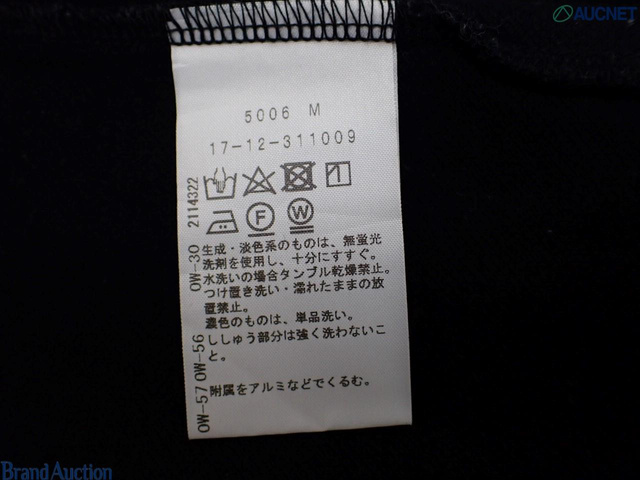 AUCNET
5006 M
17-12-311009
F W
2114322
OW-30
OW-56
OW-57
生成・淡色系のものは、無蛍光
洗剤を使用し、十分にすすぐ。
水洗いの場合タンブル乾燥禁止。
つけ置き洗い・濡れたままの放
置禁止。
濃色のものは、単品洗い。
ししゅう部分は強く洗わないこ
と。
附属をアルミなどでくるむ。
Brand Auction